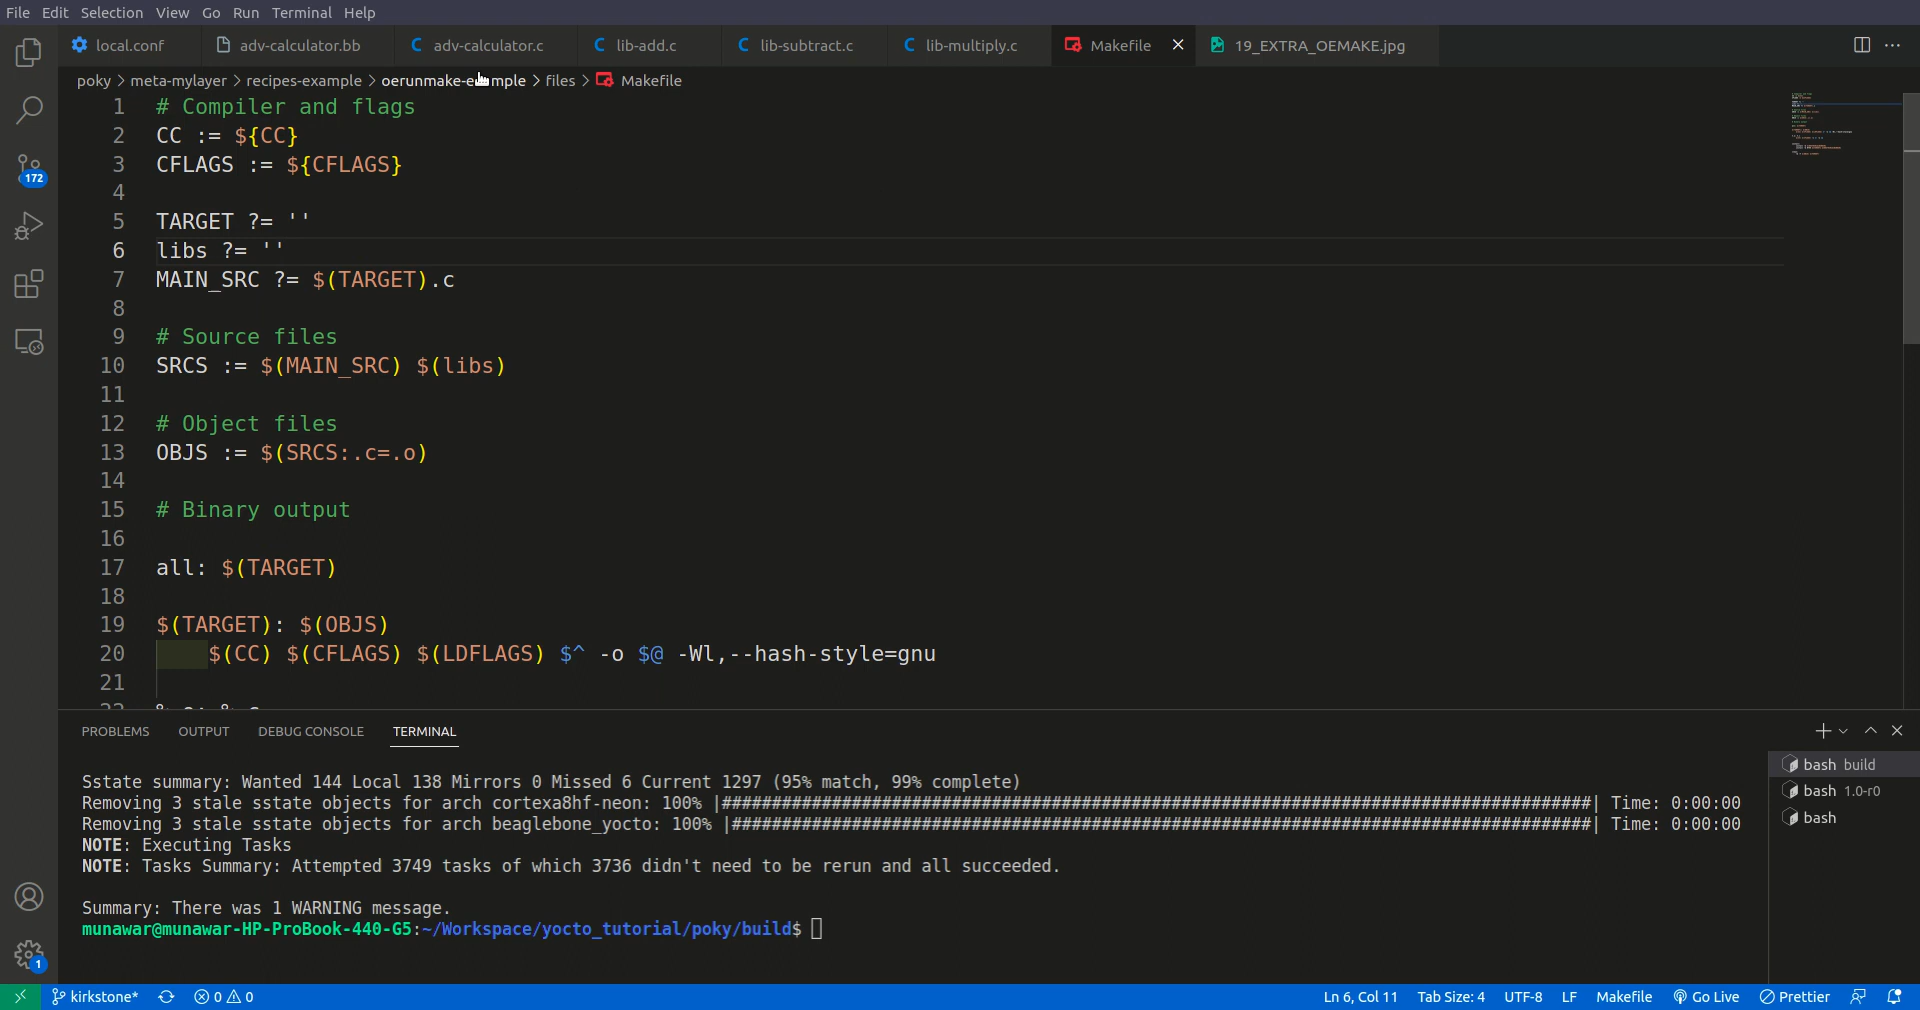 File Edit Selection View Go Run Terminal Help
local.conf adv-calculator.bb adv-calculator.c lib-add.c lib-subtract.c lib-multiply.c Makefile 19_EXTRA_OEMAKE.jpg
poky > meta-mylayer > recipes-example > > files > Makefile
1 # Compiler and flags
2 CC := ${CC}
3 CFLAGS := ${CFLAGS}
4
5 TARGET ?= ''
6 libs ?= ''
7 MAIN_SRC ?= $(TARGET).c
8
9 # Source files
10 SRCS := $(MAIN_SRC) $(libs)
11
12 # Object files
13 OBJS := $(SRCS:.c=.o)
14
15 # Binary output
16
17 all: $(TARGET)
18
19 $(TARGET): $(OBJS)
20 $(CC) $(CFLAGS) $(LDFLAGS) $^ -o $@ -Wl,--hash-style=gnu
21
172
PROBLEMS OUTPUT DEBUG CONSOLE TERMINAL
Sstate summary: Wanted 144 Local 138 Mirrors 0 Missed 6 Current 1297 (95% match, 99% complete)
Removing 3 stale sstate objects for arch cortexa8hf-neon: 100% |#######################################################################################| Time: 0:00:00
Removing 3 stale sstate objects for arch beaglebone_yocto: 100% |######################################################################################| Time: 0:00:00
NOTE: Executing Tasks
NOTE: Tasks Summary: Attempted 3749 tasks of which 3736 didn't need to be rerun and all succeeded.
Summary: There was 1 WARNING message.
munawar@munawar-HP-ProBook-440-G5:~/Workspace/yocto_tutorial/poky/build$
bash build
bash 1.0-r0
bash
1
kirkstone* 0 0 Ln 6, Col 11 Tab Size: 4 UTF-8 LF Makefile Go Live Prettier